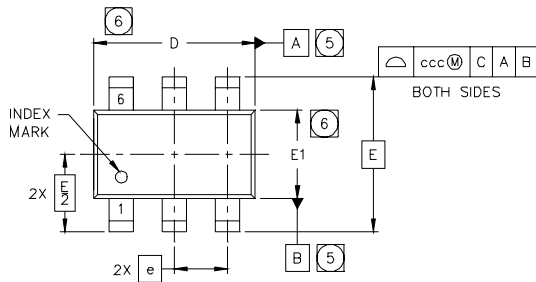 6
D
A 5
⌓ ccc Ⓜ C A B
BOTH SIDES
6
INDEX
MARK
E1
6
E
2X E/2
1
B 5
2X e